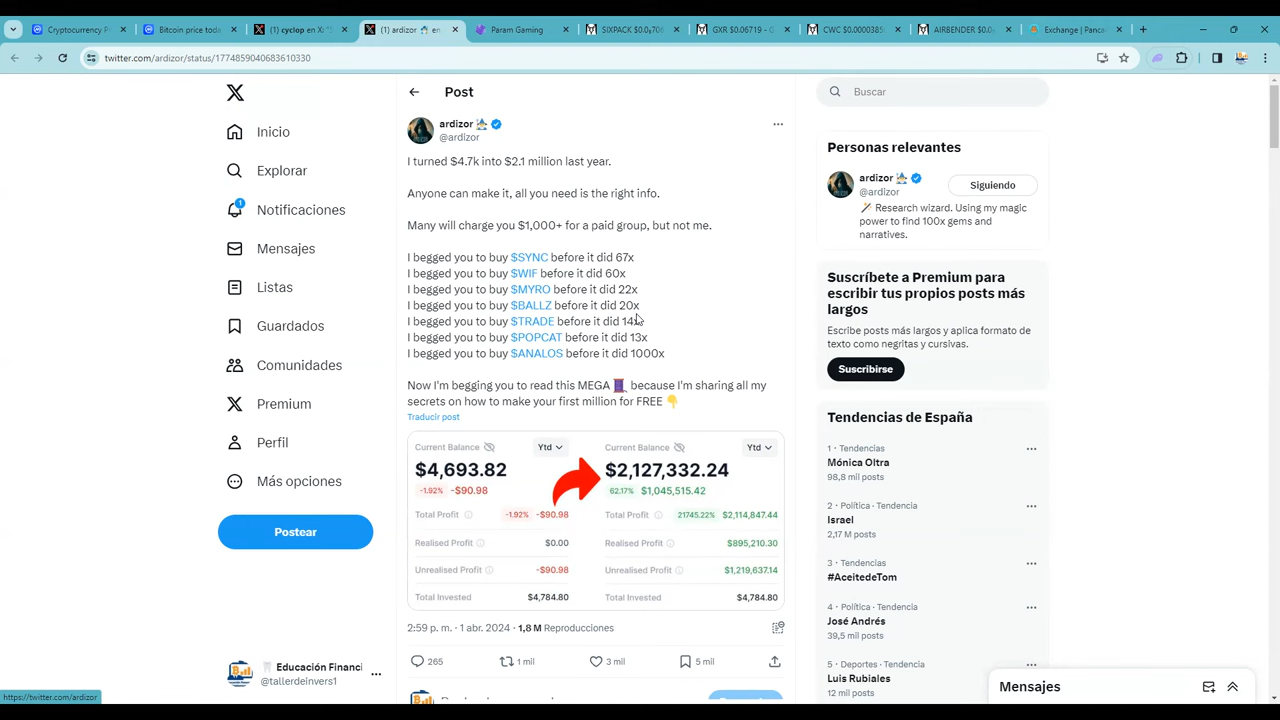 Cryptocurrency P
Bitcoin price toda
(1) cyclop en X: "S
ardizor en
Param Gaming
SIXPACK $0.0₅706
GXR $0.06719 - G
CWC $0.000038
AIRBENDER $0.0
Exchange | Panca
twitter.com/ardizor/status/1774859040683610330
Inicio
Explorar
1
Notificaciones
Mensajes
Listas
Guardados
Comunidades
Premium
Perfil
Más opciones
Postear
Educación Financi
@tallerdeinvers1
https://twitter.com/ardizor
Post
ardizor
@ardizor
I turned $4.7k into $2.1 million last year.
Anyone can make it, all you need is the right info.
Many will charge you $1,000+ for a paid group, but not me.
I begged you to buy $SYNC before it did 67x
I begged you to buy $WIF before it did 60x
I begged you to buy $MYRO before it did 22x
I begged you to buy $BALLZ before it did 20x
I begged you to buy $TRADE before it did 14x
I begged you to buy $POPCAT before it did 13x
I begged you to buy $ANALOS before it did 1000x
Now I'm begging you to read this MEGA 🧵 because I'm sharing all my
secrets on how to make your first million for FREE 👇
Traducir post
Current Balance Ytd
$4,693.82
-1.92% -$90.98
Total Profit -1.92% -$90.98
Realised Profit $0.00
Unrealised Profit -$90.98
Total Invested $4,784.80
Current Balance Ytd
$2,127,332.24
62.17% $1,045,515.42
Total Profit 21745.22% $2,114,847.44
Realised Profit $895,210.30
Unrealised Profit $1,219,637.14
Total Invested $4,784.80
2:59 p. m. · 1 abr. 2024 · 1,8 M Reproducciones
265 1 mil 3 mil 5 mil
Buscar
Personas relevantes
ardizor
@ardizor
Siguiendo
Research wizard. Using my magic
power to find 100x gems and
narratives.
Suscríbete a Premium para
escribir tus propios posts más
largos
Escribe posts más largos y aplica formato de
texto como negritas y cursivas.
Suscribirse
Tendencias de España
1 · Tendencias
Mónica Oltra
98,8 mil posts
2 · Política · Tendencia
Israel
2,17 M posts
3 · Tendencias
#AceitedeTom
4 · Política · Tendencia
José Andrés
39,5 mil posts
5 · Deportes · Tendencia
Luis Rubiales
12 mil posts
Mensajes